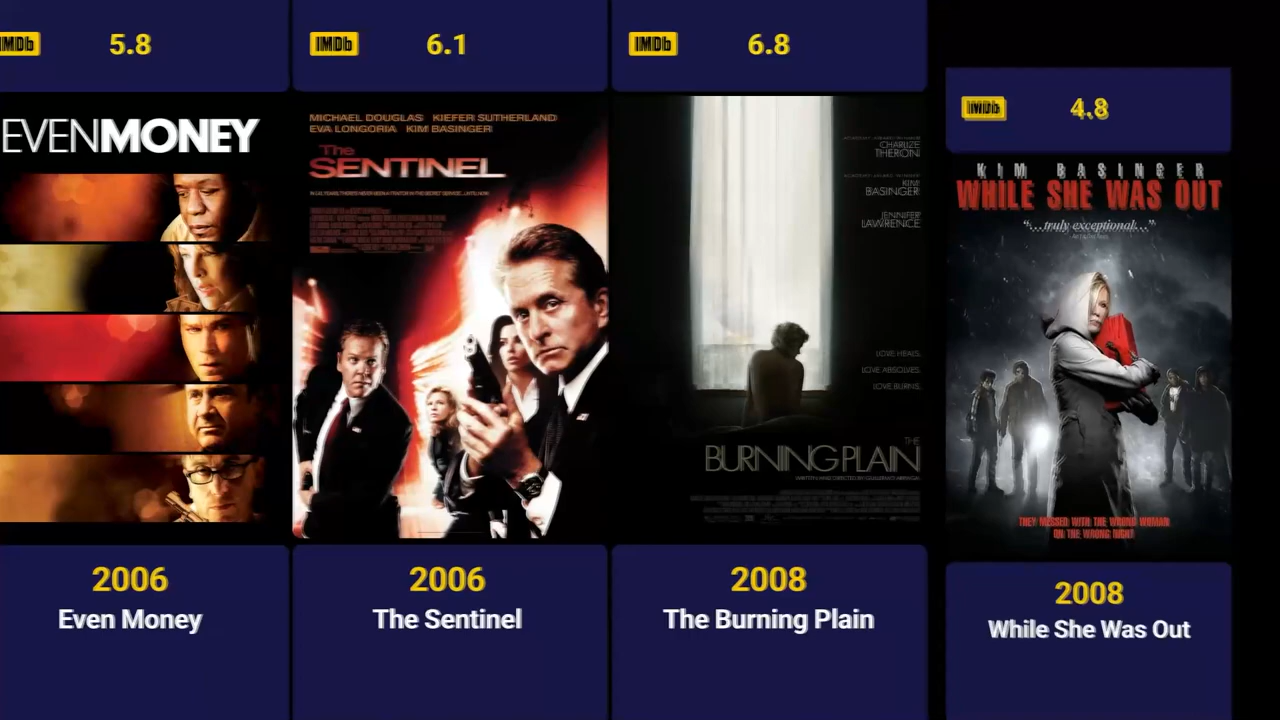 IMDb 5.8
IMDb 6.1
IMDb 6.8
IMDb 4.8
EVENMONEY
MICHAEL DOUGLAS KIEFER SUTHERLAND
EVA LONGORIA KIM BASINGER
The
SENTINEL
CHARLIZE
THERON
KIM
BASINGER
JENNIFER
LAWRENCE
LOVE HEALS.
LOVE ABSOLVES.
LOVE BURNS.
THE
BURNING PLAIN
KIM BASINGER
WHILE SHE WAS OUT
“...truly exceptional...”
THEY MESSED WITH THE WRONG WOMAN
ON THE WRONG NIGHT
2006
Even Money
2006
The Sentinel
2008
The Burning Plain
2008
While She Was Out